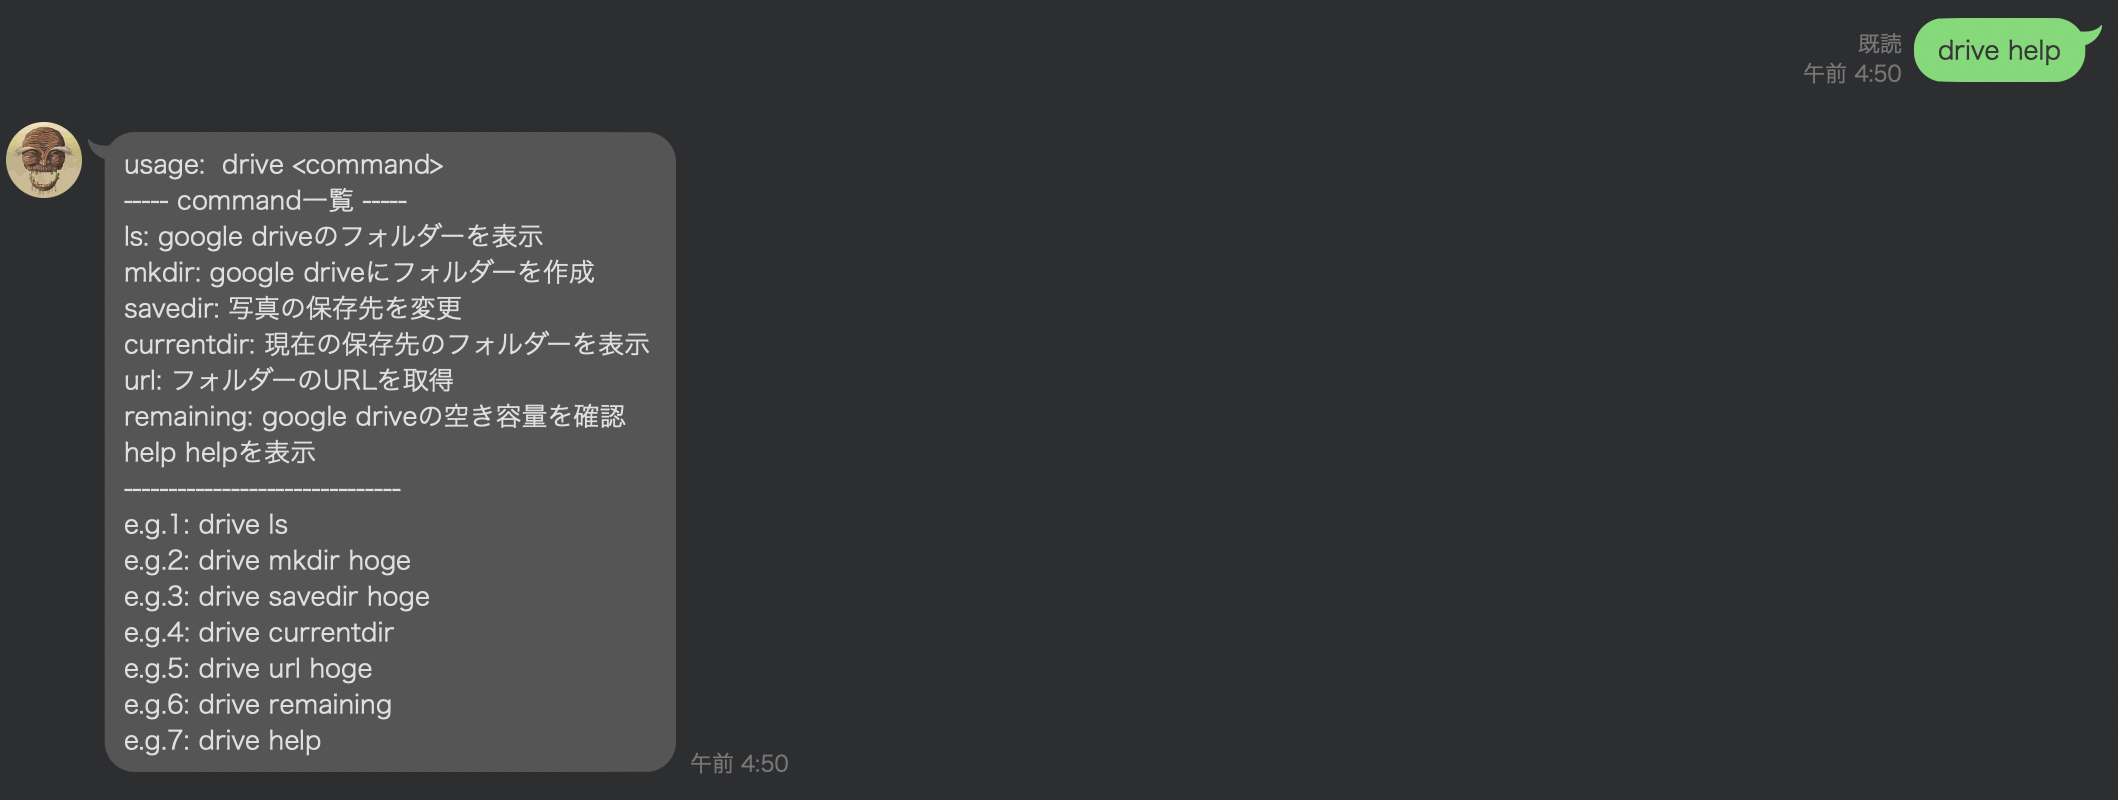 既読
午前 4:50
drive help
usage:  drive <command>
----- command一覧 -----
ls: google driveのフォルダーを表示
mkdir: google driveにフォルダーを作成
savedir: 写真の保存先を変更
currentdir: 現在の保存先のフォルダーを表示
url: フォルダーのURLを取得
remaining: google driveの空き容量を確認
help helpを表示
-------------------------------
e.g.1: drive ls
e.g.2: drive mkdir hoge
e.g.3: drive savedir hoge
e.g.4: drive currentdir
e.g.5: drive url hoge
e.g.6: drive remaining
e.g.7: drive help
午前 4:50